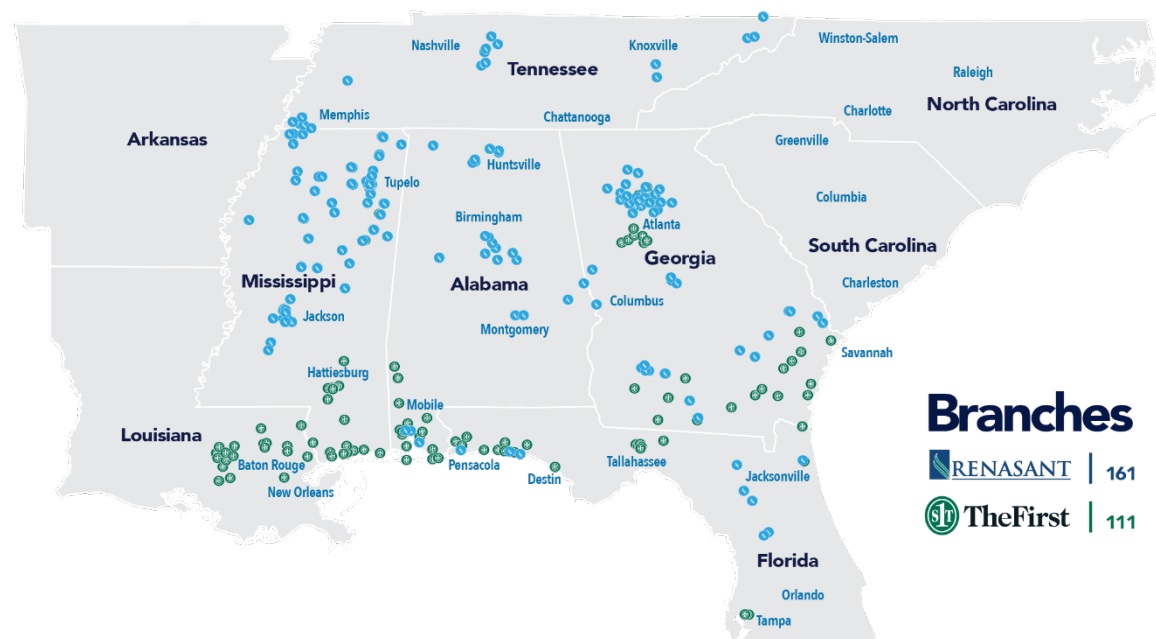 Nashville
Knoxville
Winston-Salem
Tennessee
Raleigh
North Carolina
Memphis
Chattanooga
Charlotte
Arkansas
Greenville
Huntsville
Tupelo
Columbia
Birmingham
Atlanta
South Carolina
Georgia
Mississippi
Alabama
Charleston
Columbus
Jackson
Montgomery
Savannah
Hattiesburg
Mobile
Branches
Louisiana
Baton Rouge
Pensacola
Tallahassee
RENASANT 161
Destin
Jacksonville
New Orleans
S1T TheFirst 111
Florida
Orlando
Tampa